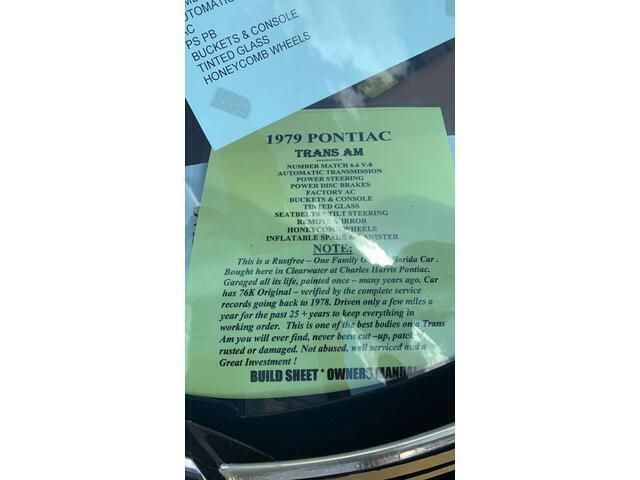 AC
PS PB
BUCKETS & CONSOLE
TINTED GLASS
HONEYCOMB WHEELS
1979 PONTIAC
TRANS AM
NUMBER MATCH 6.6 V-8
AUTOMATIC TRANSMISSION
POWER STEERING
POWER DISC BRAKES
FACTORY AC
BUCKETS & CONSOLE
TINTED GLASS
SEATBELTS * TILT STEERING
REMOTE MIRROR
HONEYCOMB WHEELS
INFLATABLE SPARE & CANISTER
NOTE:
This is a Rustfree – One Family Florida Car .
Bought here in Clearwater at Charles Harris Pontiac.
Garaged all its life, painted once – many years ago. Car
has 76K Original – verified by the complete service
records going back to 1978. Driven only a few miles a
year for the past 25 + years to keep everything in
working order. This is one of the best bodies on a Trans
Am you will ever find, never been cut –up,
rusted or damaged. Not abused, well serviced and a
Great Investment !
BUILD SHEET * OWNERS MANUAL